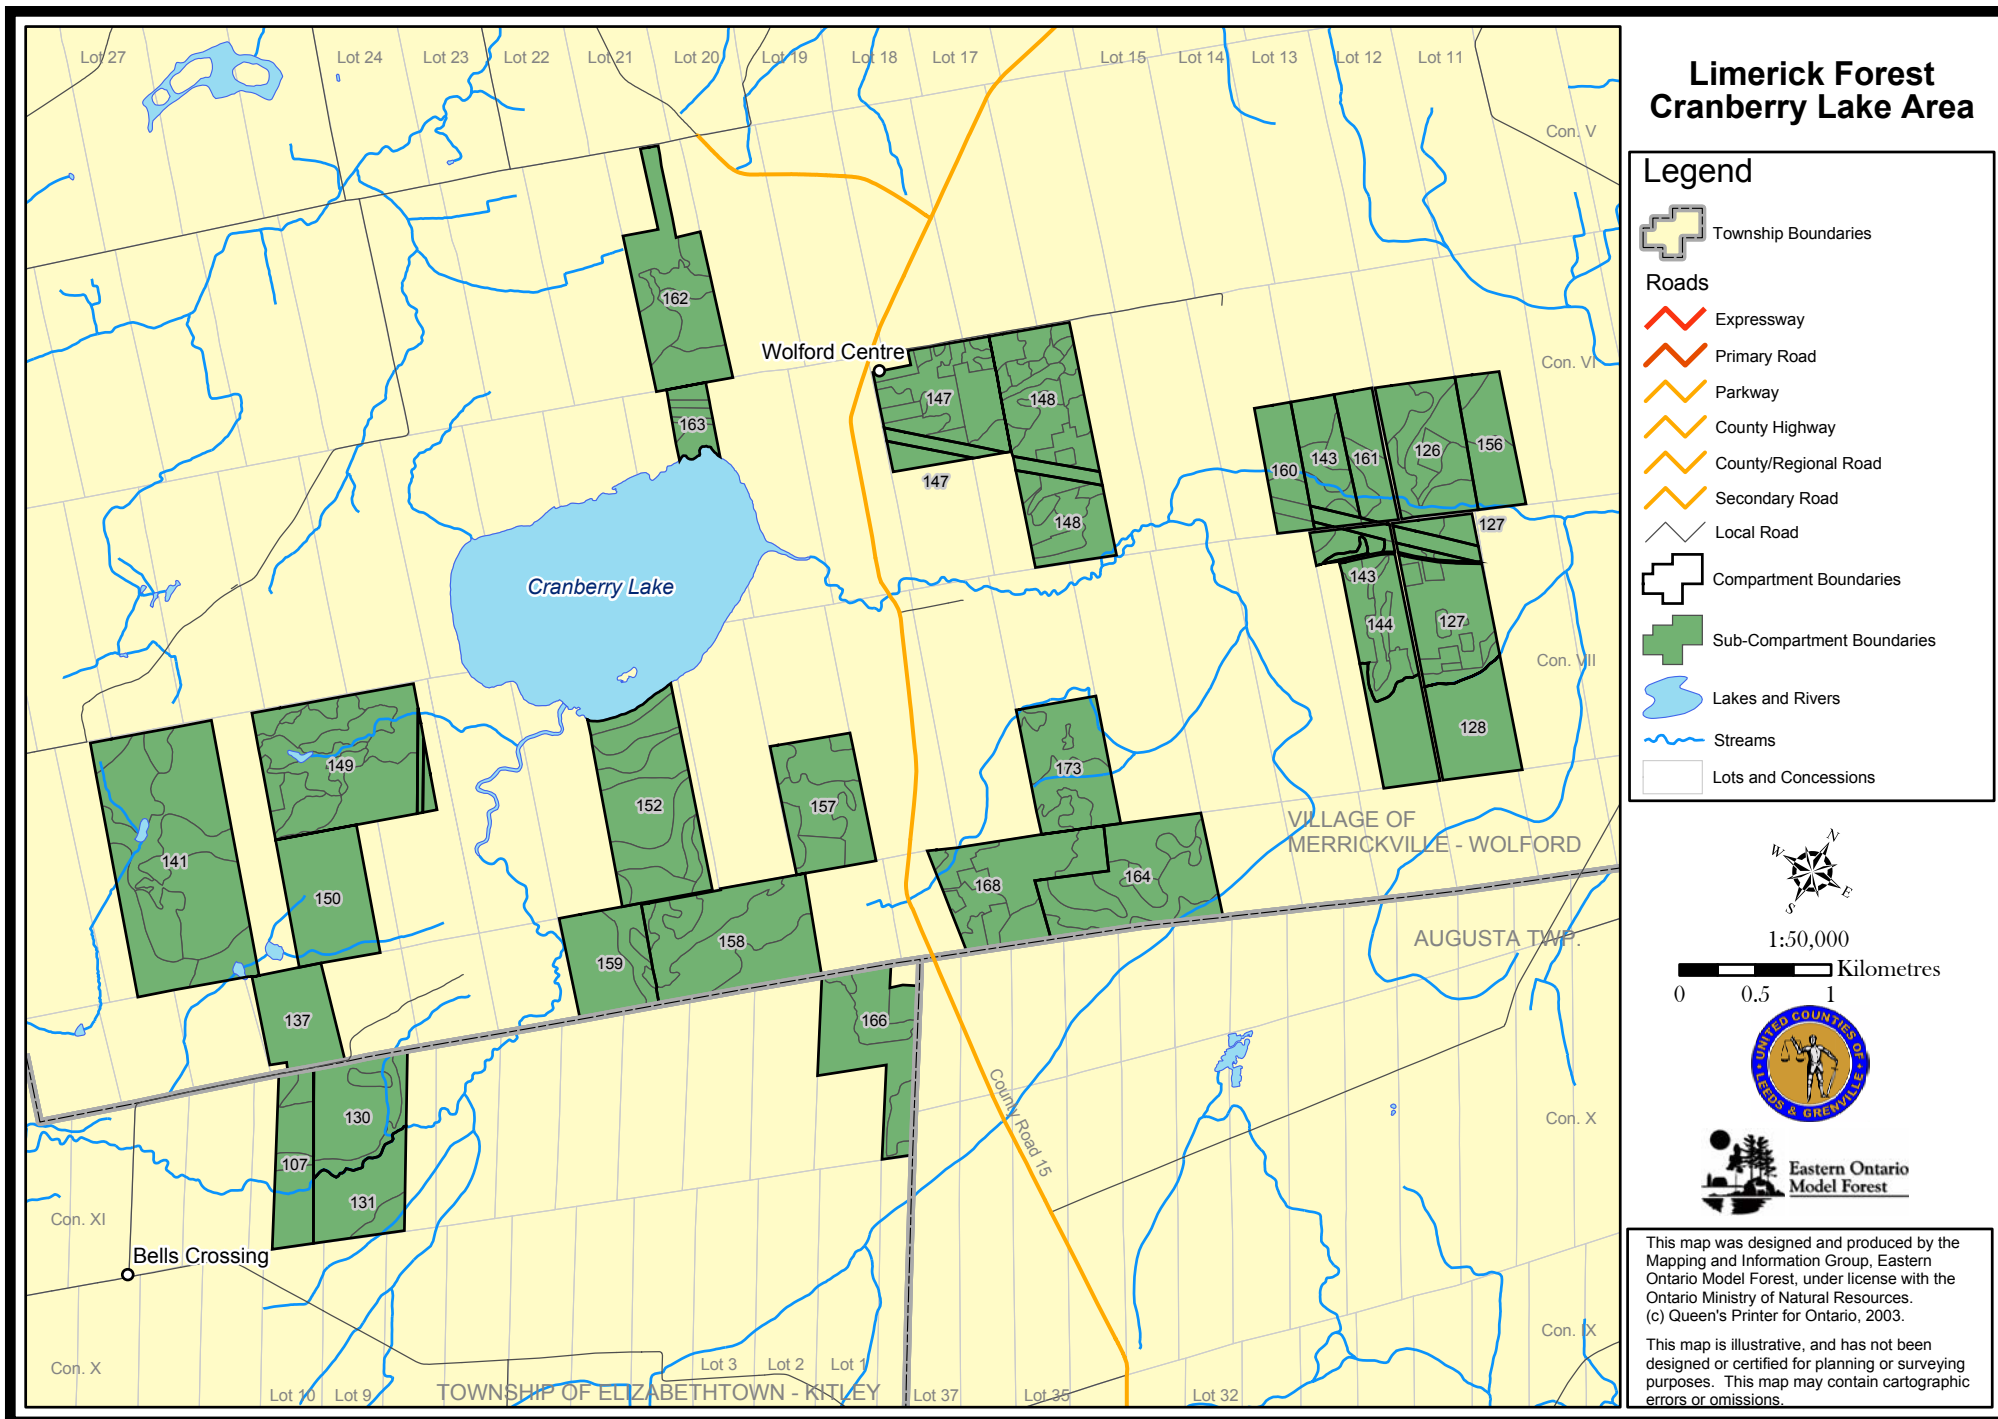 Lot 27
Lot 24
Lot 23
Lot 22
Lot 21
Lot 20
Lot 19
Lot 18
Lot 17
Lot 15
Lot 14
Lot 13
Lot 12
Lot 11
Con. V
162
Wolford Centre
Con. VI
147
148
163
160
143
161
126
156
147
148
127
Cranberry Lake
143
144
127
Con. VII
128
149
152
157
173
141
VILLAGE OF
MERRICKVILLE - WOLFORD
150
168
164
159
158
AUGUSTA TWP.
137
166
130
County Road 15
Con. X
107
131
Con. XI
Bells Crossing
Con. IX
Con. X
Lot 3
Lot 2
Lot 1
Lot 10
Lot 9
TOWNSHIP OF ELIZABETHTOWN - KITLEY
Lot 37
Lot 35
Lot 32
Limerick Forest
Cranberry Lake Area
Legend
Township Boundaries
Roads
Expressway
Primary Road
Parkway
County Highway
County/Regional Road
Secondary Road
Local Road
Compartment Boundaries
Sub-Compartment Boundaries
Lakes and Rivers
Streams
Lots and Concessions
N
W
E
S
1:50,000
Kilometres
0 0.5 1
UNITED COUNTIES OF
LEEDS & GRENVILLE
Eastern Ontario
Model Forest
This map was designed and produced by the
Mapping and Information Group, Eastern
Ontario Model Forest, under license with the
Ontario Ministry of Natural Resources.
(c) Queen's Printer for Ontario, 2003.
This map is illustrative, and has not been
designed or certified for planning or surveying
purposes. This map may contain cartographic
errors or omissions.